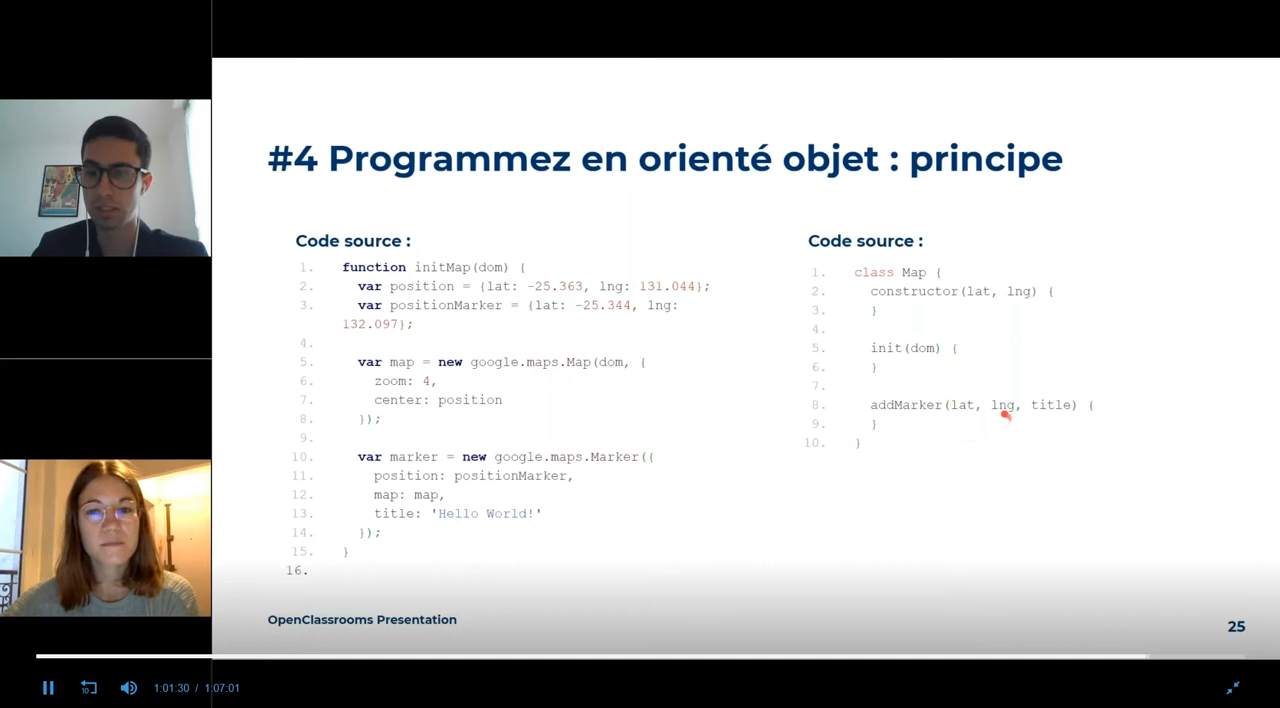 #4 Programmez en orienté objet : principe
Code source :
1. function initMap(dom) {
2. var position = {lat: -25.363, lng: 131.044};
3. var positionMarker = {lat: -25.344, lng:
132.097};
4.
5. var map = new google.maps.Map(dom, {
6. zoom: 4,
7. center: position
8. });
9.
10. var marker = new google.maps.Marker({
11. position: positionMarker,
12. map: map,
13. title: 'Hello World!'
14. });
15. }
16.
Code source :
1. class Map {
2. constructor(lat, lng) {
3. }
4.
5. init(dom) {
6. }
7.
8. addMarker(lat, lng, title) {
9. }
10. }
OpenClassrooms Presentation
25
10
1:01:30 / 1:07:01